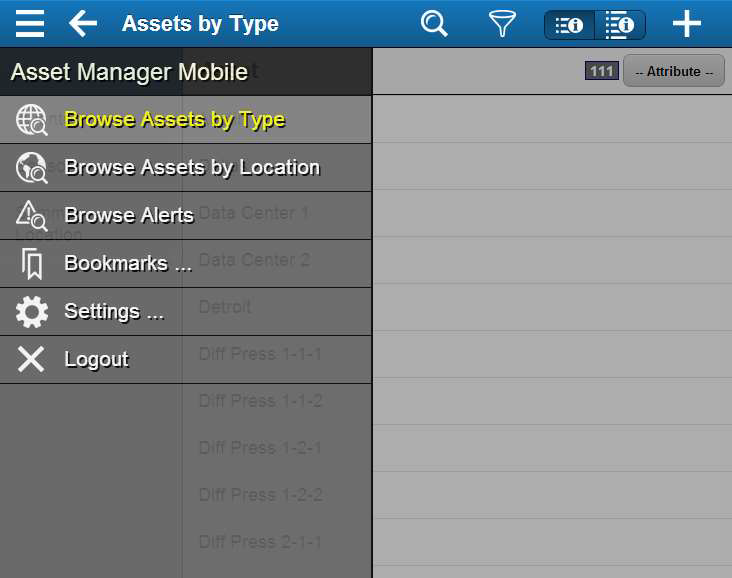 Assets by Type
Asset Manager Mobile
111
-- Attribute --
Browse Assets by Type
Browse Assets by Location
Browse Alerts
Bookmarks ...
Settings ...
Logout
Location
Data Center 1
Data Center 2
Detroit
Diff Press 1-1-1
Diff Press 1-1-2
Diff Press 1-2-1
Diff Press 1-2-2
Diff Press 2-1-1